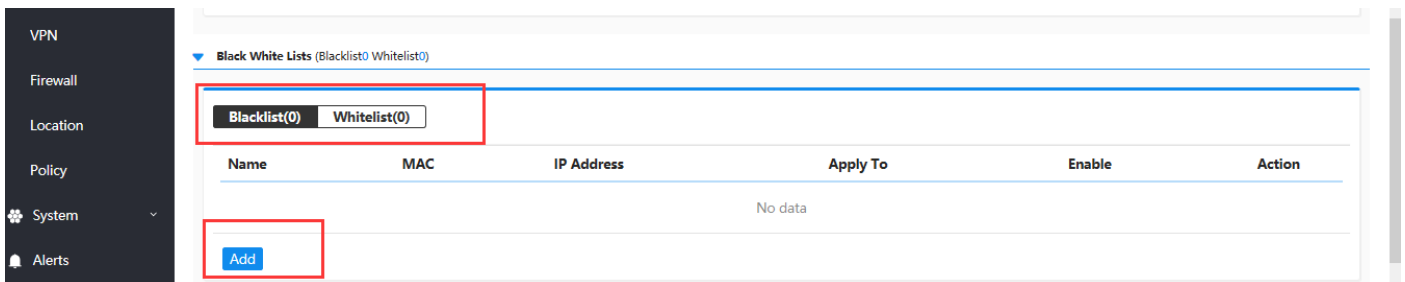 VPN
Firewall
Location
Policy
System
Alerts
Black White Lists (Blacklist0 Whitelist0)
Blacklist(0) Whitelist(0)
Name MAC IP Address Apply To Enable Action
No data
Add